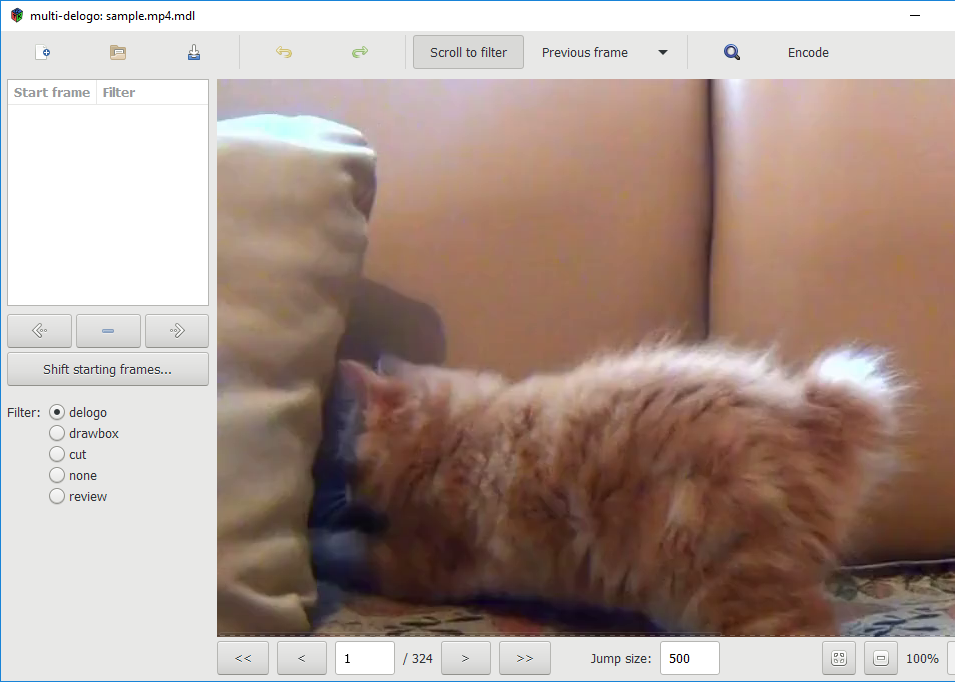 multi-delogo: sample.mp4.mdl
Scroll to filter Previous frame Encode
Start frame Filter
Shift starting frames...
Filter: delogo
drawbox
cut
none
review
<< < 1 / 324 > >> Jump size: 500 100%